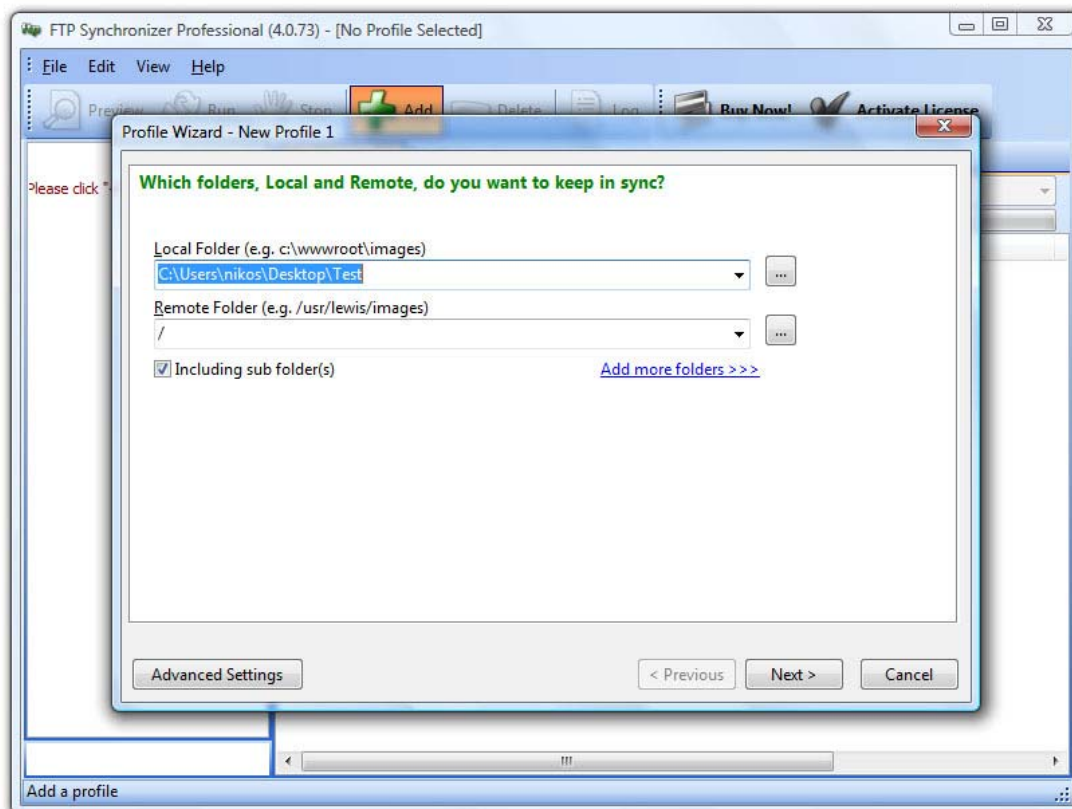 FTP Synchronizer Professional (4.0.73) - [No Profile Selected]
File Edit View Help
Preview Run Stop Add Delete Log Buy Now! Activate License
Profile Wizard - New Profile 1
Please click "
Which folders, Local and Remote, do you want to keep in sync?
Local Folder (e.g. c:\wwwroot\images)
C:\Users\nikos\Desktop\Test
...
Remote Folder (e.g. /usr/lewis/images)
/
...
Including sub folder(s) Add more folders >>>
Advanced Settings < Previous Next > Cancel
Add a profile